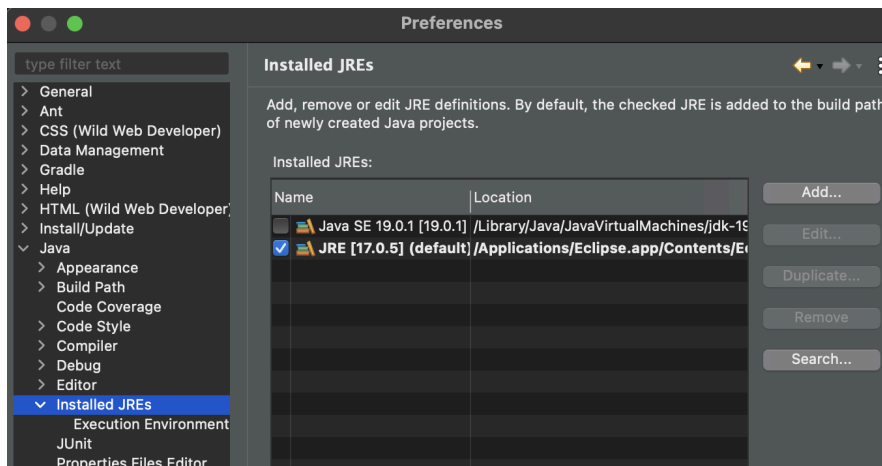 Preferences
type filter text
General
Ant
CSS (Wild Web Developer)
Data Management
Gradle
Help
HTML (Wild Web Developer)
Install/Update
Java
Appearance
Build Path
Code Coverage
Code Style
Compiler
Debug
Editor
Installed JREs
Execution Environment
JUnit
Properties Files Editor
Installed JREs
Add, remove or edit JRE definitions. By default, the checked JRE is added to the build path
of newly created Java projects.
Installed JREs:
Name Location
Java SE 19.0.1 [19.0.1] /Library/Java/JavaVirtualMachines/jdk-19
JRE [17.0.5] (default) /Applications/Eclipse.app/Contents/Ec
Add...
Edit...
Duplicate...
Remove
Search...